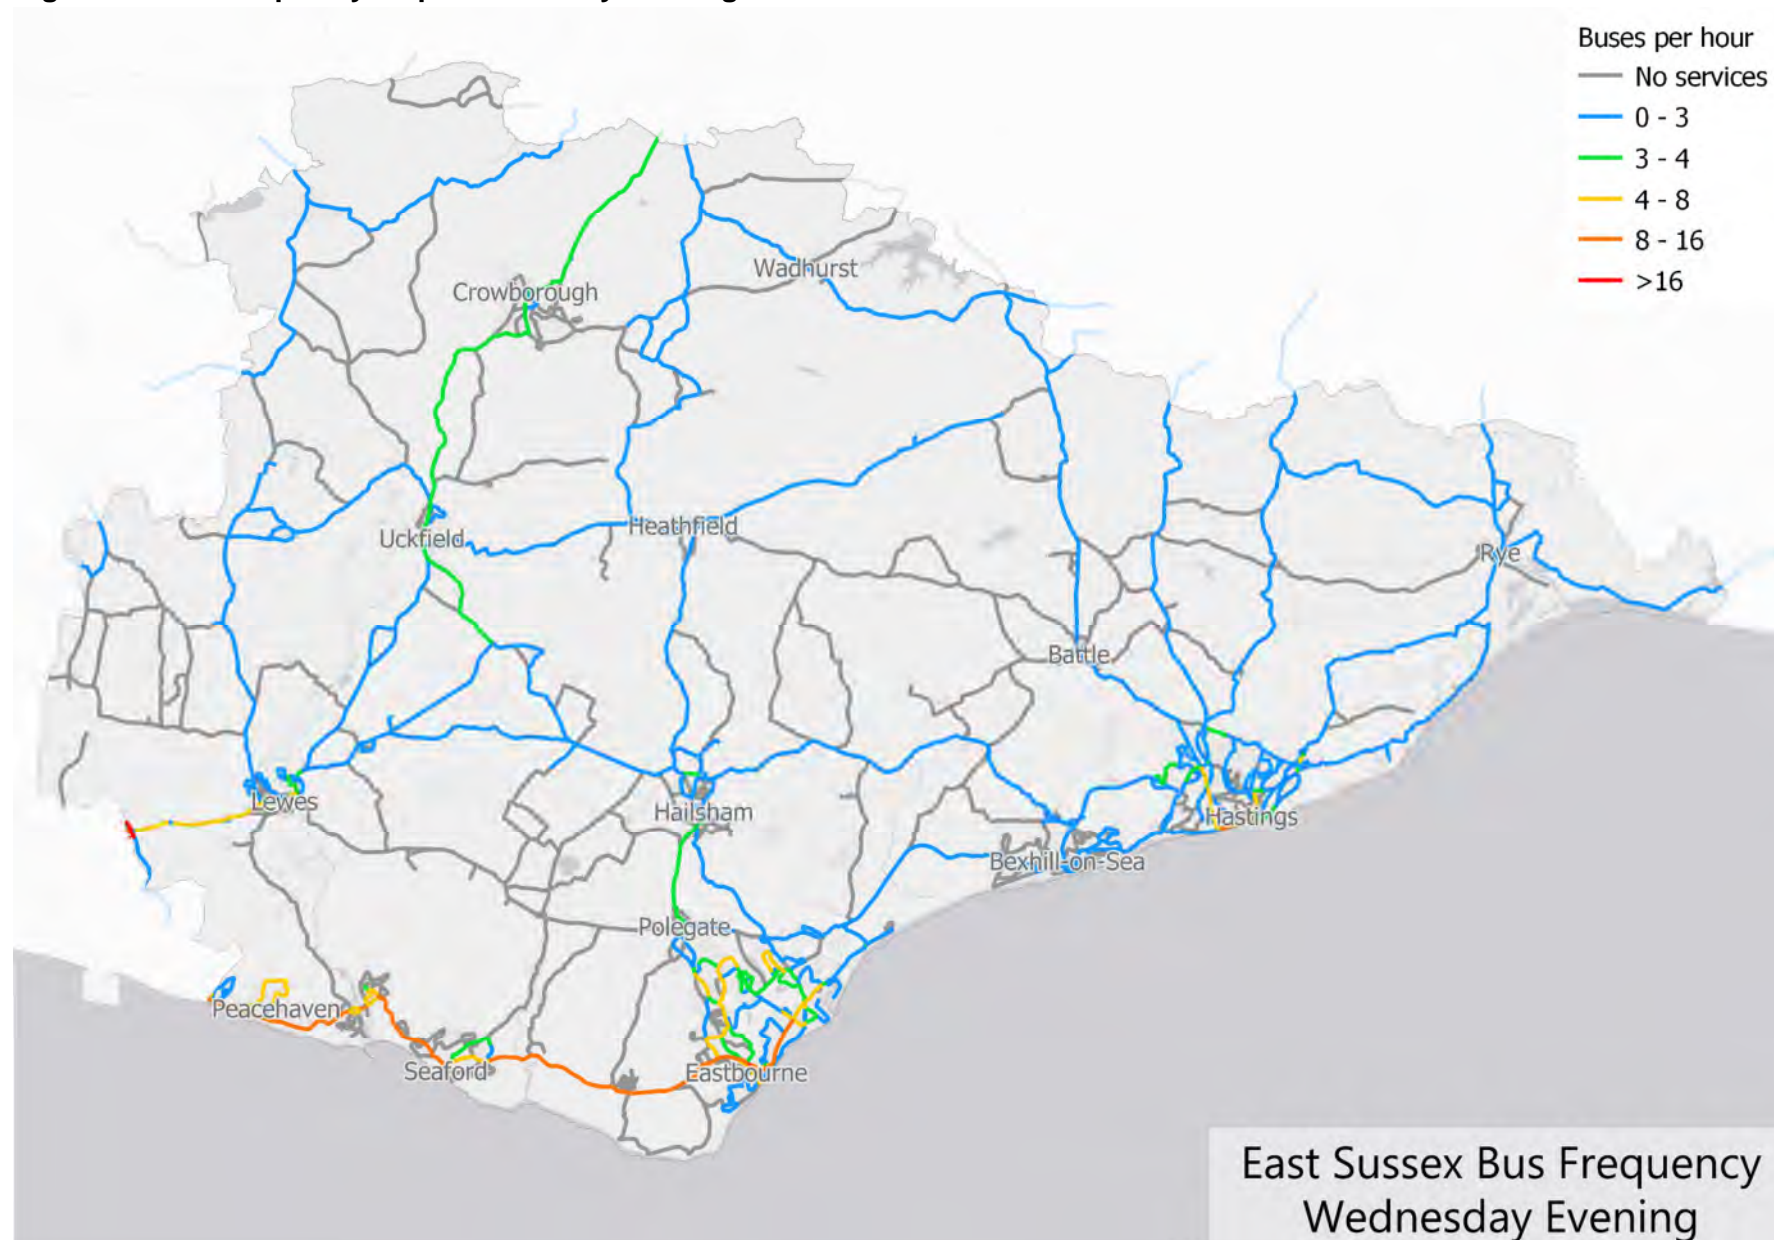 Buses per hour
No services
0 - 3
3 - 4
4 - 8
8 - 16
>16
Wadhurst
Crowborough
Heathfield
Uckfield
Rye
Battle
Lewes
Hailsham
Hastings
Bexhill-on-Sea
Polegate
Peacehaven
Seaford
Eastbourne
East Sussex Bus Frequency
Wednesday Evening